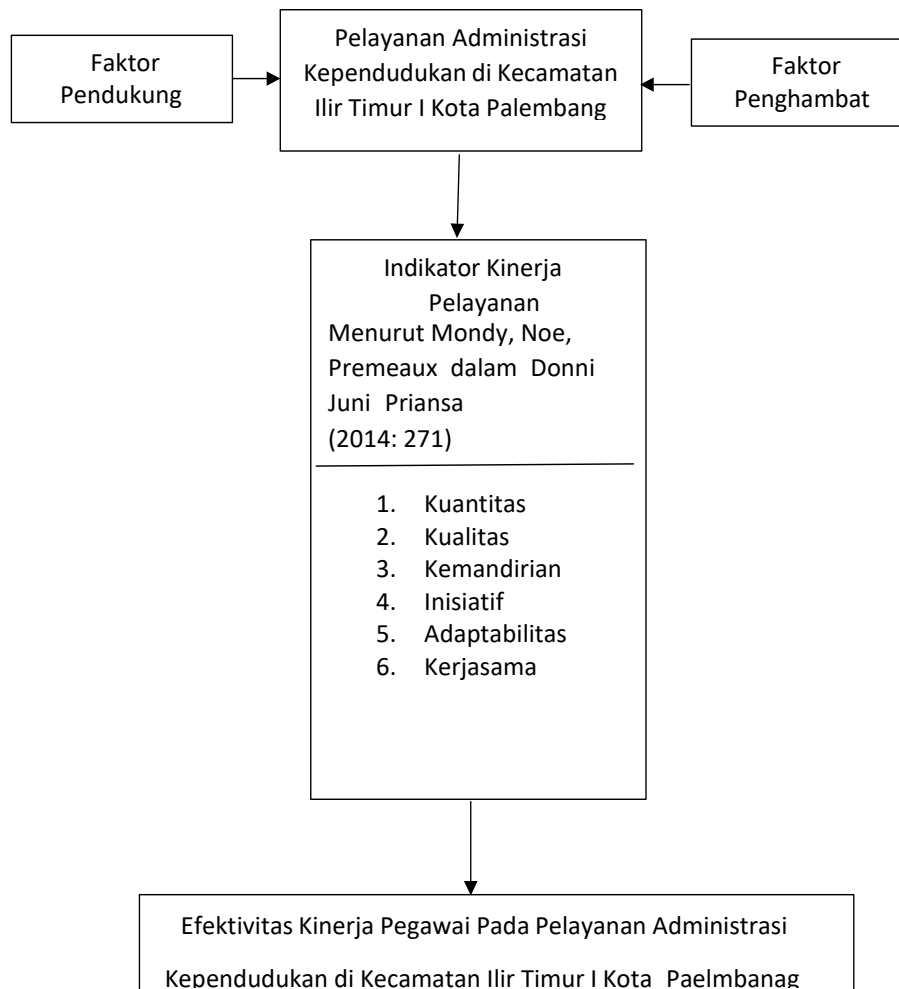 Faktor
Pendukung
Pelayanan Administrasi
Kependudukan di Kecamatan
Ilir Timur I Kota Palembang
Faktor
Penghambat
Indikator Kinerja
Pelayanan
Menurut Mondy, Noe,
Premeaux dalam Donni
Juni Priansa
(2014: 271)
1. Kuantitas
2. Kualitas
3. Kemandirian
4. Inisiatif
5. Adaptabilitas
6. Kerjasama
Efektivitas Kinerja Pegawai Pada Pelayanan Administrasi
Kependudukan di Kecamatan Ilir Timur I Kota Paelmbanag